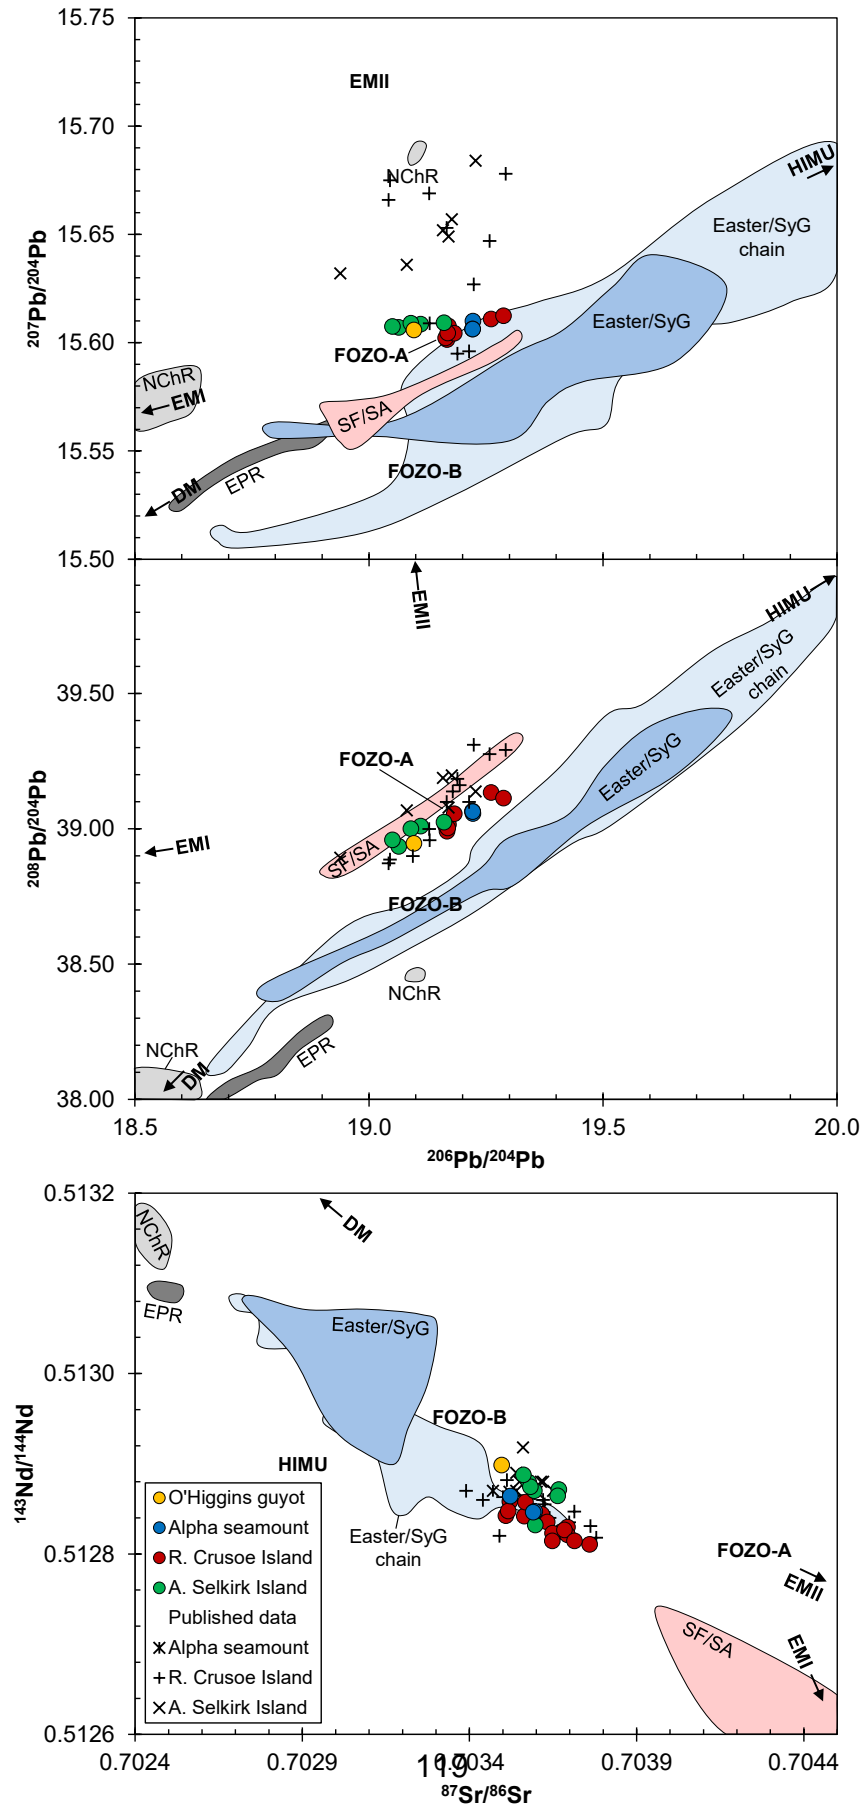 15.75
EMII
15.70
NChR
HIMU
15.65
Easter/SyG
chain
207Pb/204Pb
Easter/SyG
15.60
FOZO-A
NChR
EMI
SF/SA
15.55
FOZO-B
EPR
DM
15.50
EMII
HIMU
Easter/SyG
chain
39.50
FOZO-A
Easter/SyG
208Pb/204Pb
39.00
EMI
SF/SA
FOZO-B
38.50
NChR
NChR
EPR
DM
38.00
18.5 19.0 19.5 20.0
206Pb/204Pb
0.5132
NChR
DM
EPR
Easter/SyG
0.5130
FOZO-B
143Nd/144Nd
HIMU
O'Higgins guyot
Alpha seamount
R. Crusoe Island
A. Selkirk Island
Published data
Alpha seamount
R. Crusoe Island
A. Selkirk Island
Easter/SyG
chain
0.5128
FOZO-A
EMII
SF/SA
EMI
0.5126
0.7024 0.7029 0.7034 0.7039 0.7044
119
87Sr/86Sr